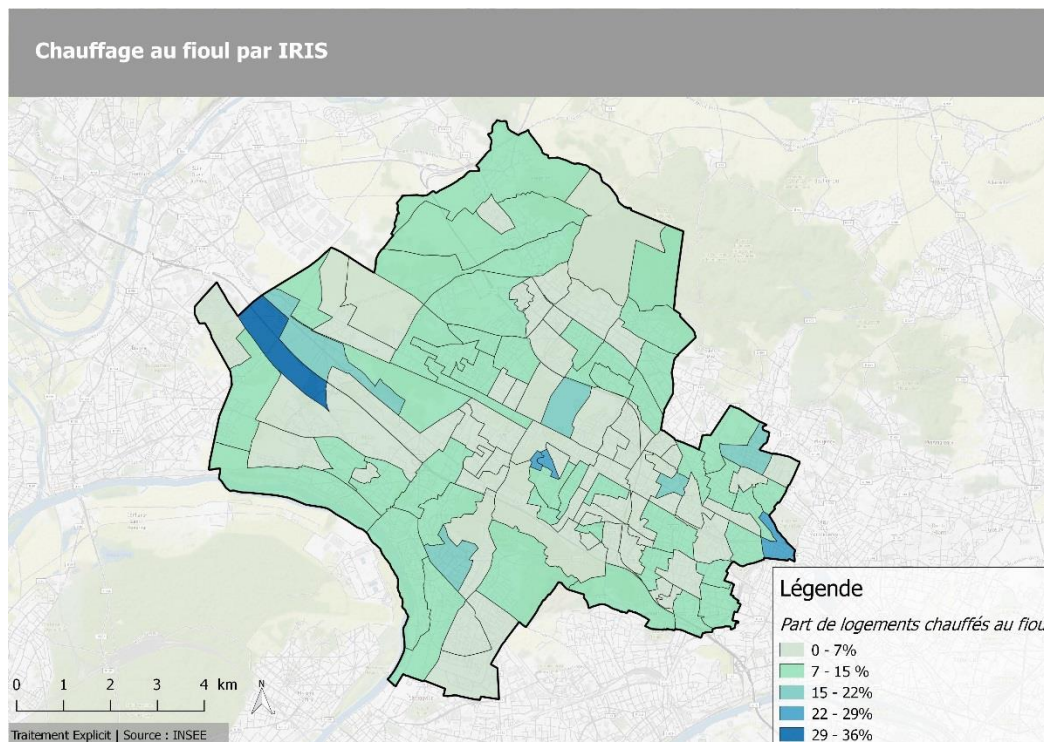 Chauffage au fioul par IRIS
Légende
Part de logements chauffés au fiou
0 - 7%
7 - 15 %
15 - 22%
22 - 29%
29 - 36%
0 1 2 3 4 km
N
Traitement Explicit | Source : INSEE